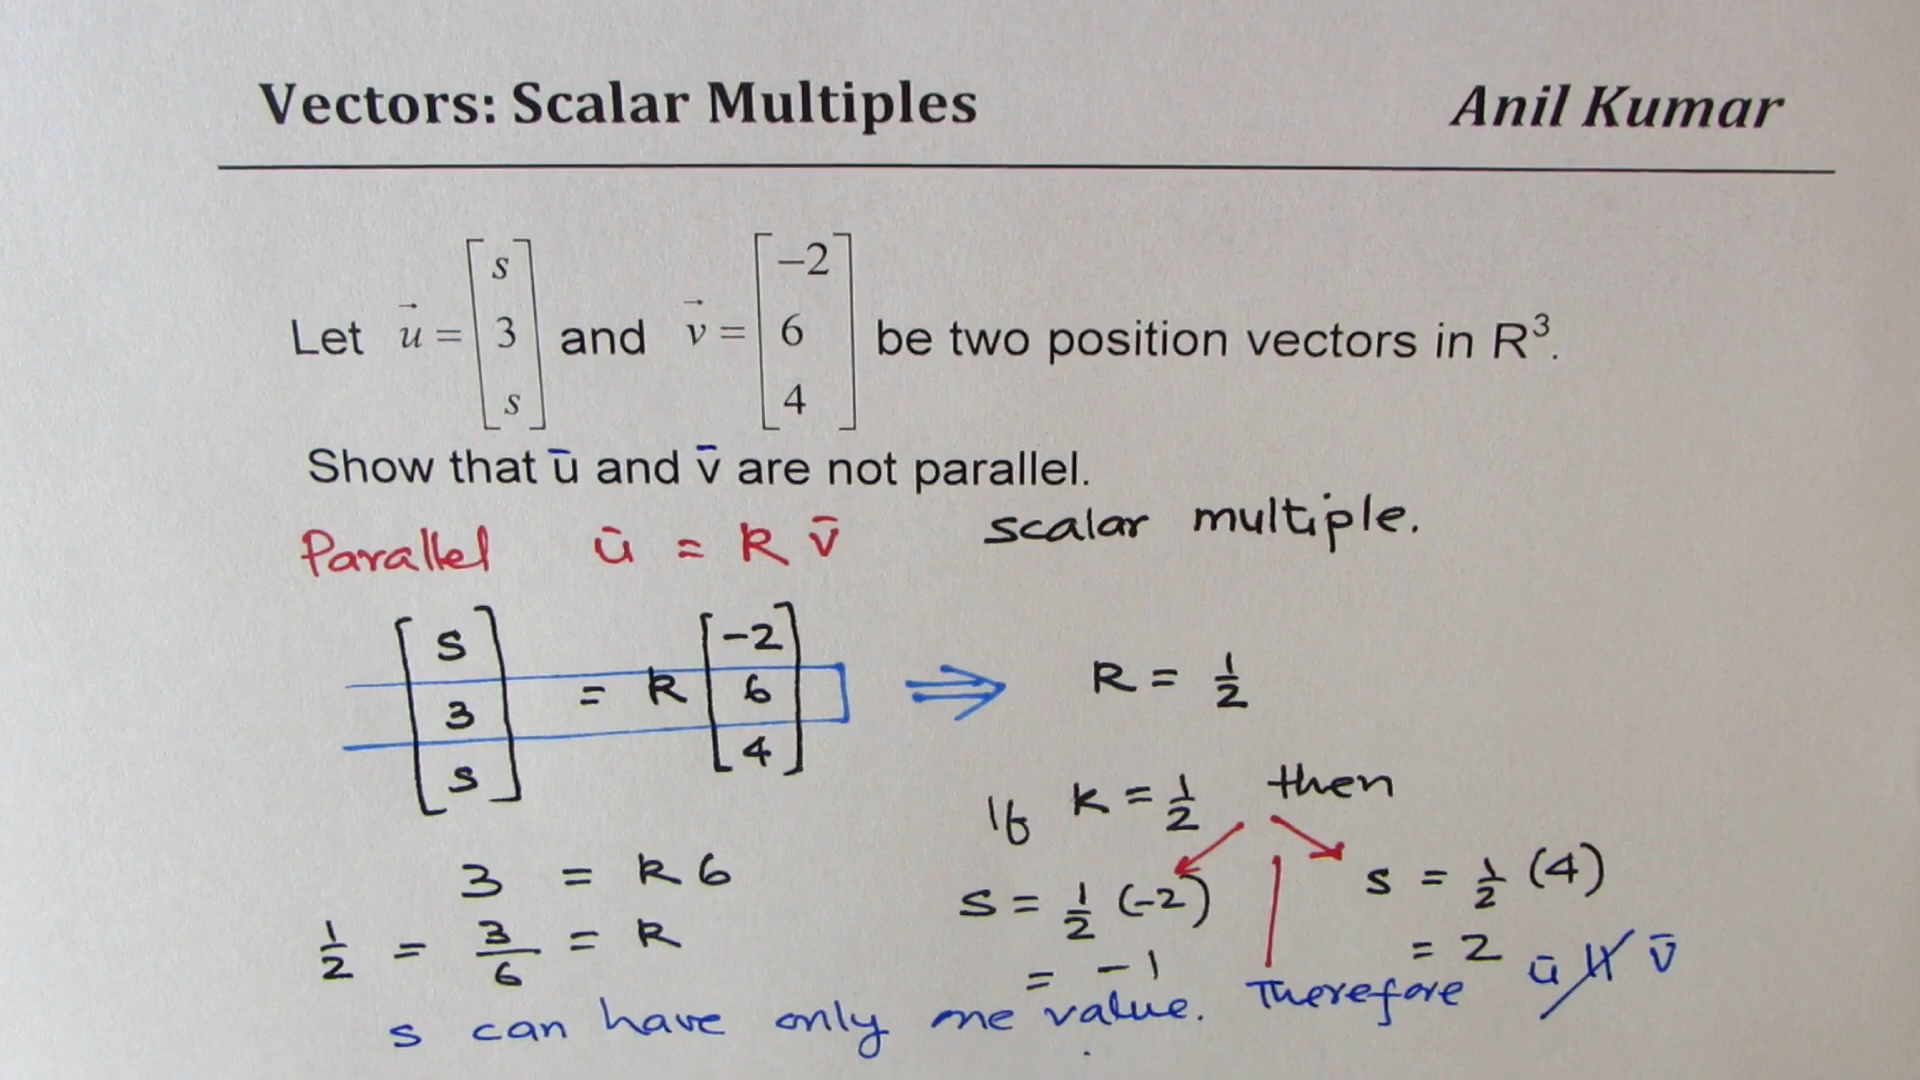 Vectors: Scalar Multiples Anil Kumar
Let u⃗ = [s 3 s] and v⃗ = [−2 6 4] be two position vectors in R³.
Show that ū and v̄ are not parallel.
Parallel ū = k v̄ scalar multiple.
[s 3 s] = k [-2 6 4] ⇒ k = 1/2
If k = 1/2 then
3 = k 6
s = 1/2 (-2)
s = 1/2 (4)
1/2 = 3/6 = k
= -1
= 2
s can have only one value. Therefore ū ∦ v̄